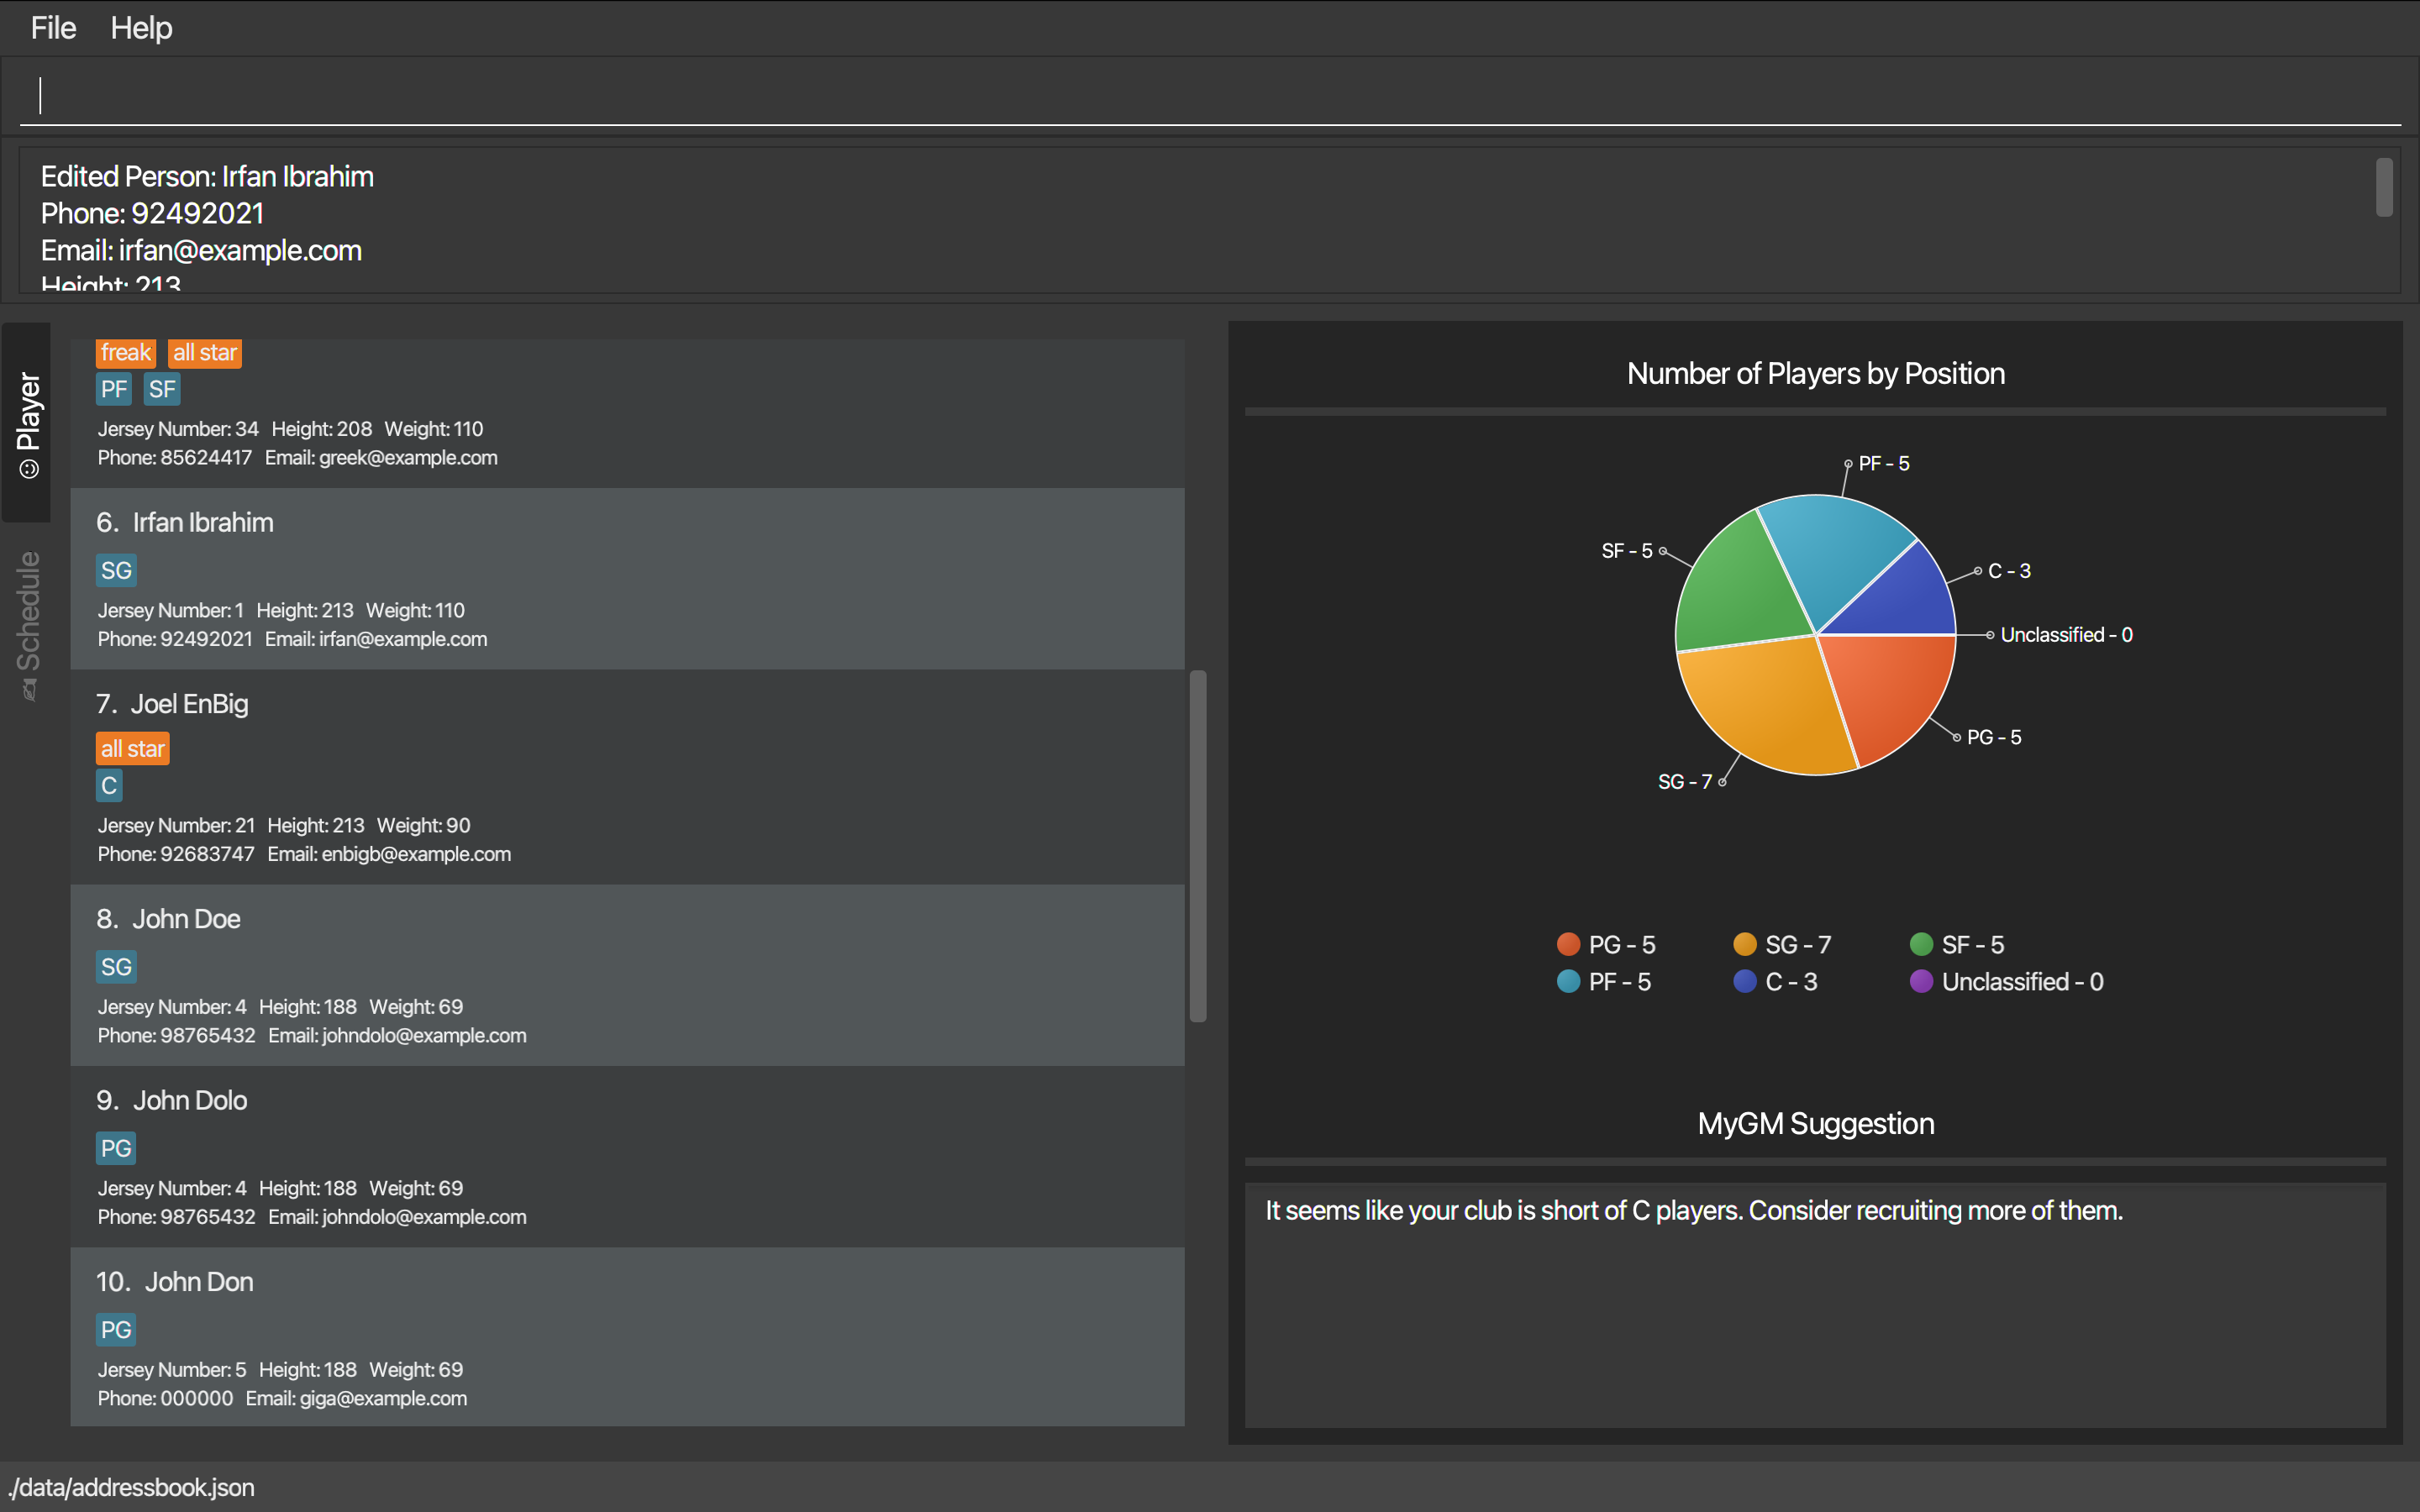 File Help
Edited Person: Irfan Ibrahim
Phone: 92492021
Email: irfan@example.com
Height: 213
Player
Schedule
freak all star
PF SF
Jersey Number: 34 Height: 208 Weight: 110
Phone: 85624417 Email: greek@example.com
6. Irfan Ibrahim
SG
Jersey Number: 1 Height: 213 Weight: 110
Phone: 92492021 Email: irfan@example.com
7. Joel EnBig
all star
C
Jersey Number: 21 Height: 213 Weight: 90
Phone: 92683747 Email: enbigb@example.com
8. John Doe
SG
Jersey Number: 4 Height: 188 Weight: 69
Phone: 98765432 Email: johndolo@example.com
9. John Dolo
PG
Jersey Number: 4 Height: 188 Weight: 69
Phone: 98765432 Email: johndolo@example.com
10. John Don
PG
Jersey Number: 5 Height: 188 Weight: 69
Phone: 000000 Email: giga@example.com
Number of Players by Position
PF - 5
SF - 5
C - 3
Unclassified - 0
PG - 5
SG - 7
PG - 5 SG - 7 SF - 5
PF - 5 C - 3 Unclassified - 0
MyGM Suggestion
It seems like your club is short of C players. Consider recruiting more of them.
./data/addressbook.json